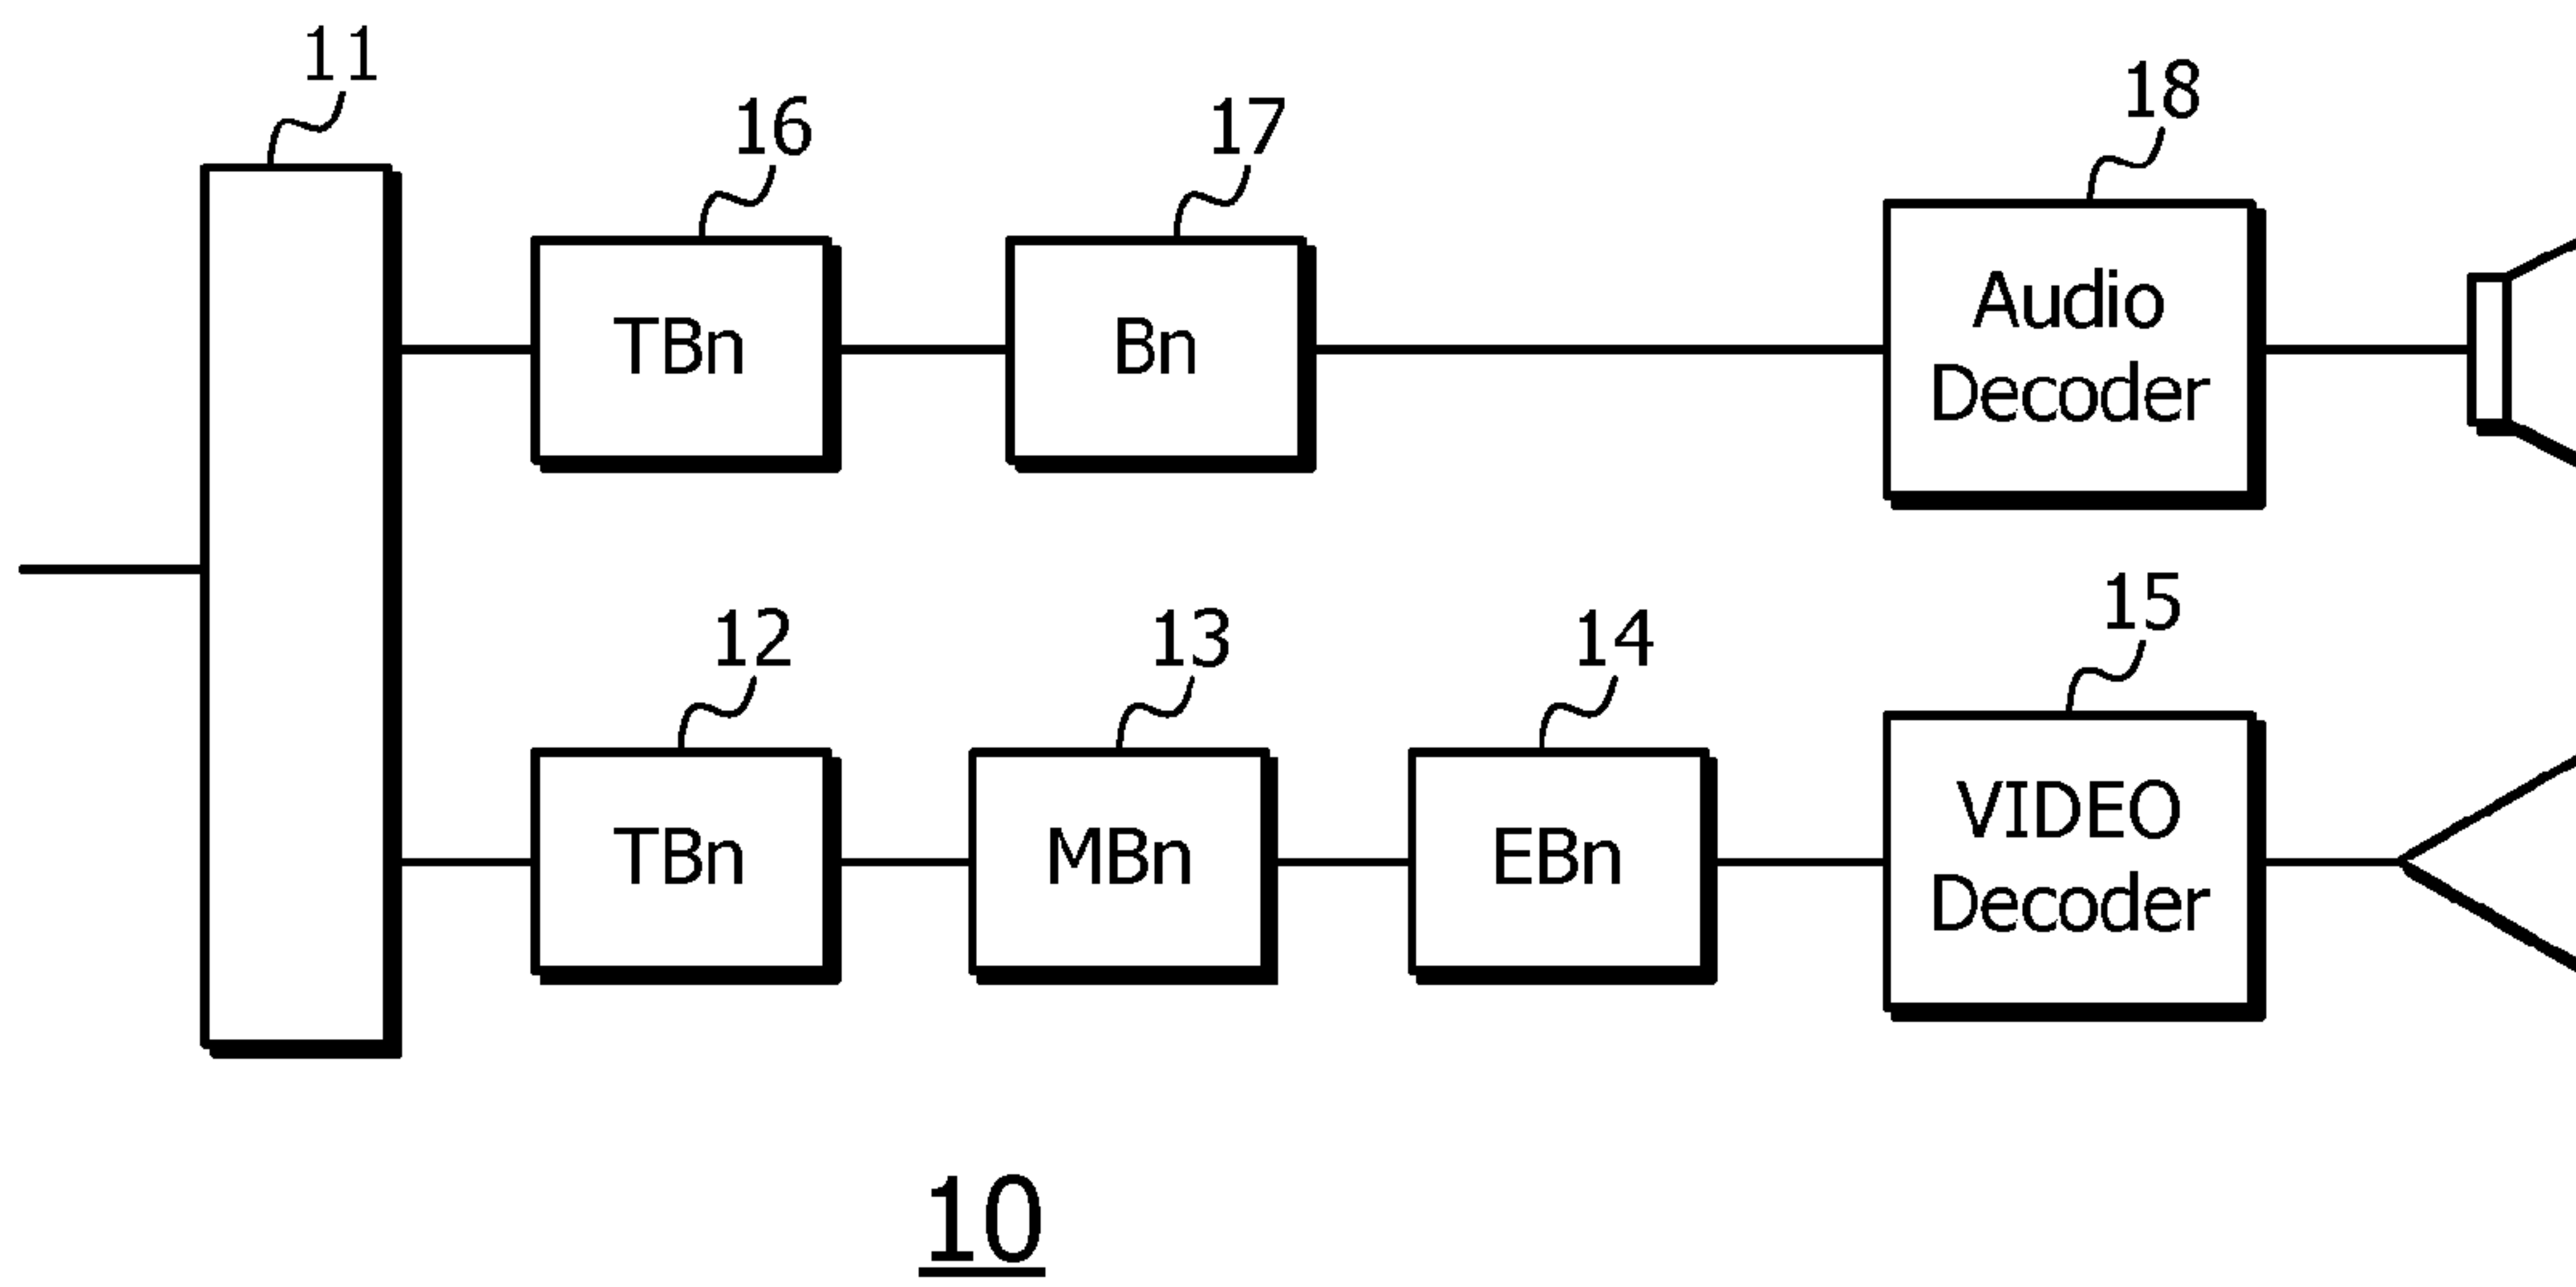 11
16
17
18
TBn
Bn
Audio
Decoder
12
13
14
15
TBn
MBn
EBn
VIDEO
Decoder
10